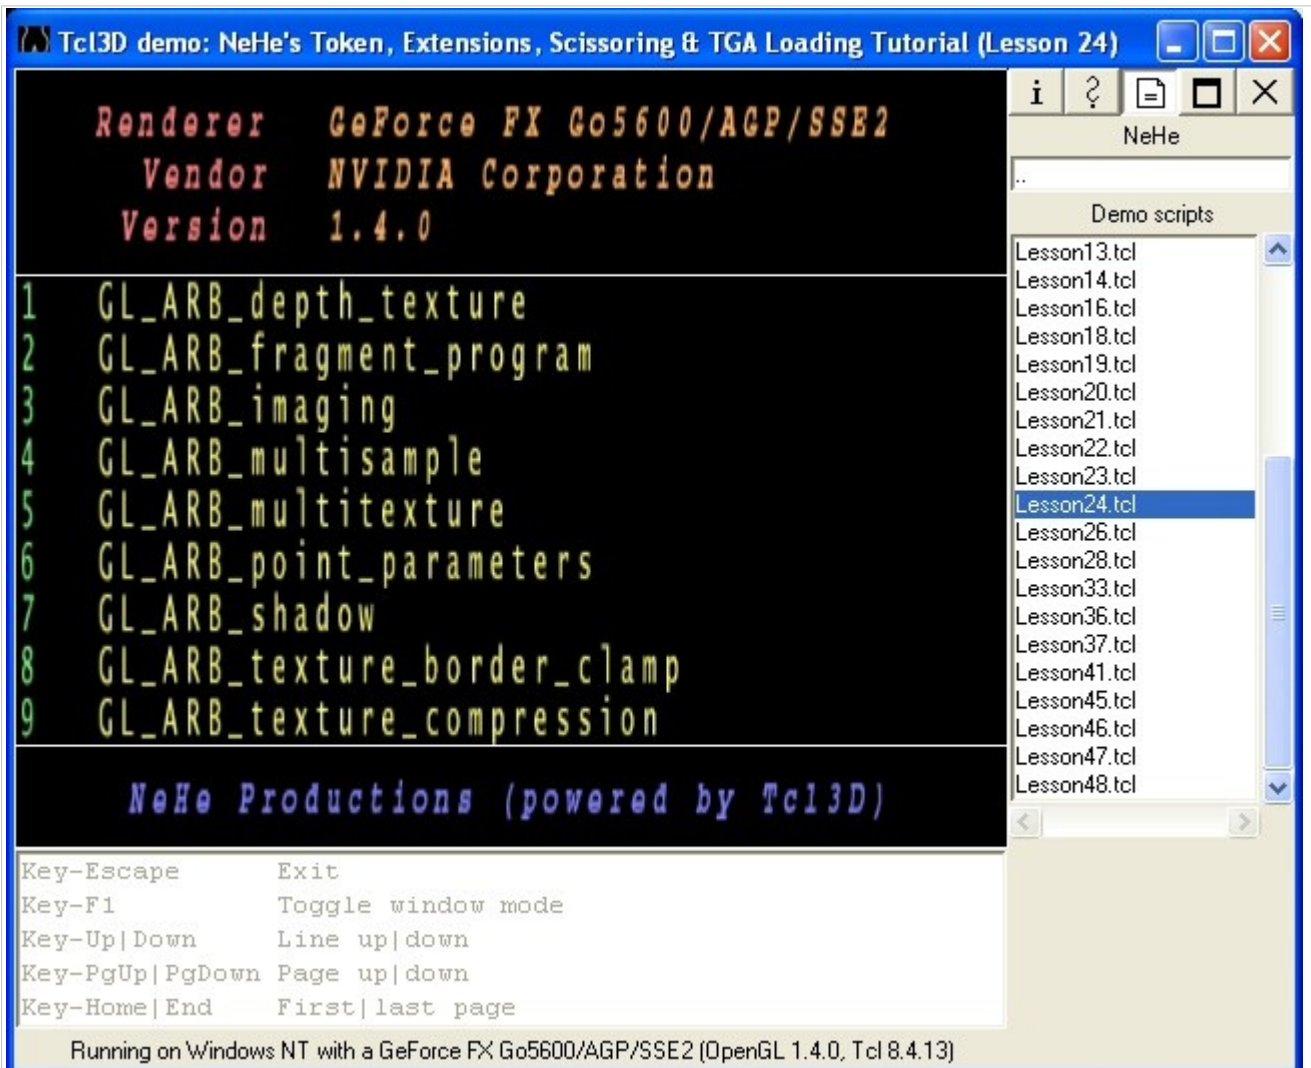 Tcl3D demo: NeHe's Token, Extensions, Scissoring & TGA Loading Tutorial (Lesson 24)
Renderer GeForce FX Go5600/AGP/SSE2
Vendor NVIDIA Corporation
Version 1.4.0
1 GL_ARB_depth_texture
2 GL_ARB_fragment_program
3 GL_ARB_imaging
4 GL_ARB_multisample
5 GL_ARB_multitexture
6 GL_ARB_point_parameters
7 GL_ARB_shadow
8 GL_ARB_texture_border_clamp
9 GL_ARB_texture_compression
NeHe Productions (powered by Tcl3D)
Key-Escape Exit
Key-F1 Toggle window mode
Key-Up|Down Line up|down
Key-PgUp|PgDown Page up|down
Key-Home|End First|last page
i ?
NeHe
..
Demo scripts
Lesson13.tcl
Lesson14.tcl
Lesson16.tcl
Lesson18.tcl
Lesson19.tcl
Lesson20.tcl
Lesson21.tcl
Lesson22.tcl
Lesson23.tcl
Lesson24.tcl
Lesson26.tcl
Lesson28.tcl
Lesson33.tcl
Lesson36.tcl
Lesson37.tcl
Lesson41.tcl
Lesson45.tcl
Lesson46.tcl
Lesson47.tcl
Lesson48.tcl
Running on Windows NT with a GeForce FX Go5600/AGP/SSE2 (OpenGL 1.4.0, Tcl 8.4.13)